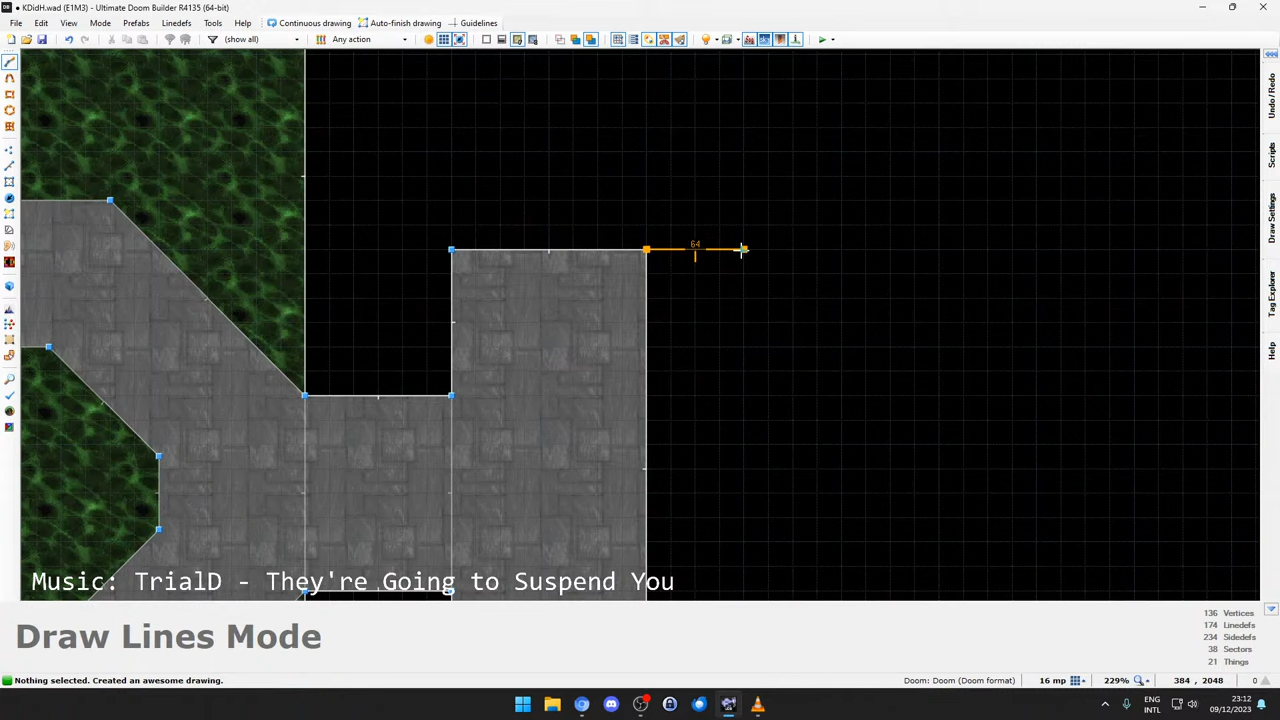 KDidH.wad (E1M3) - Ultimate Doom Builder R4135 (64-bit)
File Edit View Mode Prefabs Linedefs Tools Help Continuous drawing Auto-finish drawing Guidelines
(show all) Any action
Undo / Redo
Scripts
Draw Settings
Tag Explorer
Help
64
Music: TrialD - They're Going to Suspend You
Draw Lines Mode
136 Vertices
174 Linedefs
234 Sidedefs
38 Sectors
21 Things
Nothing selected. Created an awesome drawing. Doom: Doom (Doom format) 16 mp 229% 384 , 2048 0
ENG
INTL
23:12
09/12/2023